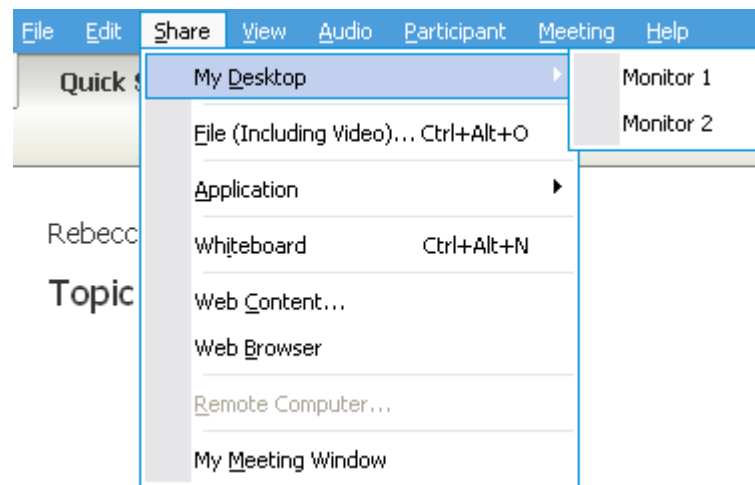 File Edit Share View Audio Participant Meeting Help
Quick
My Desktop
Monitor 1
Monitor 2
File (Including Video)... Ctrl+Alt+O
Application
Rebecc
Whiteboard Ctrl+Alt+N
Topic
Web Content...
Web Browser
Remote Computer...
My Meeting Window